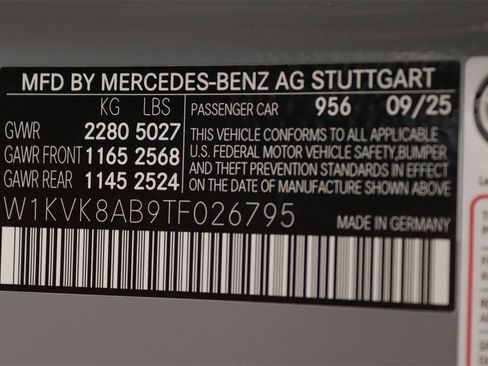 MFD BY MERCEDES-BENZ AG STUTTGART
KG LBS PASSENGER CAR 956 09/25
GVWR 2280 5027 THIS VEHICLE CONFORMS TO ALL APPLICABLE
GAWR FRONT 1165 2568 U.S. FEDERAL MOTOR VEHICLE SAFETY, BUMPER
GAWR REAR 1145 2524 AND THEFT PREVENTION STANDARDS IN EFFECT
ON THE DATE OF MANUFACTURE SHOWN ABOVE.
W1KVK8AB9TF026795 MADE IN GERMANY